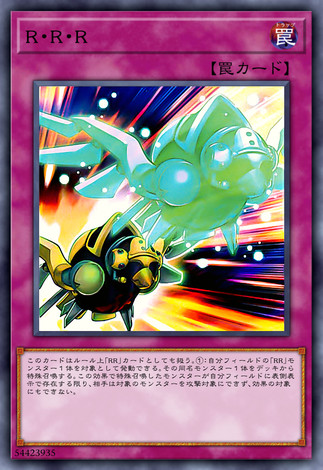 R・R・R
トラップ
罠
【罠カード】
このカードはルール上「RR」カードとしても扱う。①:自分フィールドの「RR」モ
ンスター1体を対象として発動できる。その同名モンスター1体をデッキから
特殊召喚する。この効果で特殊召喚したモンスターが自分フィールドに表側表
示で存在する限り、相手は対象のモンスターを攻撃対象にできず、効果の対象
にもできない。
54423935